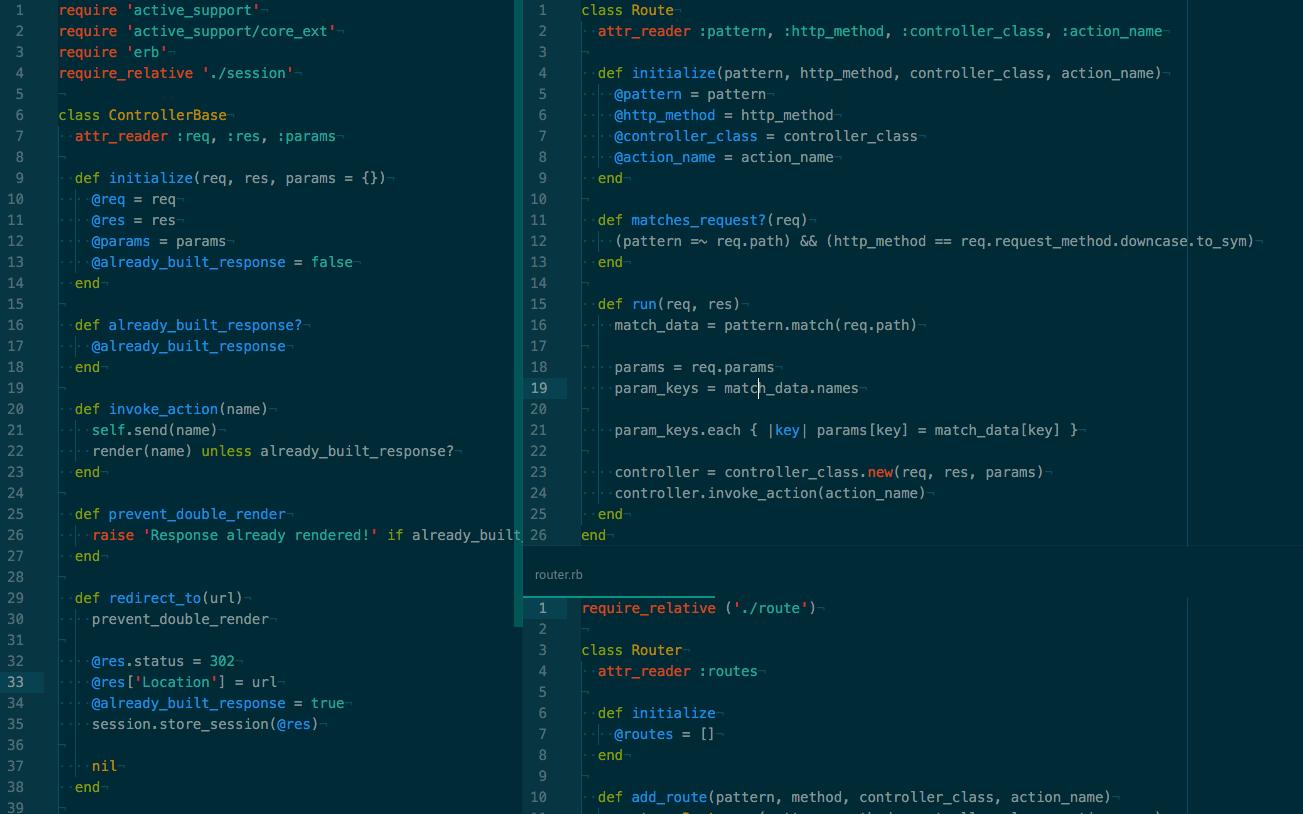 1 require 'active_support'
2 require 'active_support/core_ext'
3 require 'erb'
4 require_relative './session'
5
6 class ControllerBase
7 attr_reader :req, :res, :params
8
9 def initialize(req, res, params = {})
10 @req = req
11 @res = res
12 @params = params
13 @already_built_response = false
14 end
15
16 def already_built_response?
17 @already_built_response
18 end
19
20 def invoke_action(name)
21 self.send(name)
22 render(name) unless already_built_response?
23 end
24
25 def prevent_double_render
26 raise 'Response already rendered!' if already_built_
27 end
28
29 def redirect_to(url)
30 prevent_double_render
31
32 @res.status = 302
33 @res['Location'] = url
34 @already_built_response = true
35 session.store_session(@res)
36
37 nil
38 end
39
1 class Route
2 attr_reader :pattern, :http_method, :controller_class, :action_name
3
4 def initialize(pattern, http_method, controller_class, action_name)
5 @pattern = pattern
6 @http_method = http_method
7 @controller_class = controller_class
8 @action_name = action_name
9 end
10
11 def matches_request?(req)
12 (pattern =~ req.path) && (http_method == req.request_method.downcase.to_sym)
13 end
14
15 def run(req, res)
16 match_data = pattern.match(req.path)
17
18 params = req.params
19 param_keys = match_data.names
20
21 param_keys.each { |key| params[key] = match_data[key] }
22
23 controller = controller_class.new(req, res, params)
24 controller.invoke_action(action_name)
25 end
26 end
router.rb
1 require_relative ('./route')
2
3 class Router
4 attr_reader :routes
5
6 def initialize
7 @routes = []
8 end
9
10 def add_route(pattern, method, controller_class, action_name)